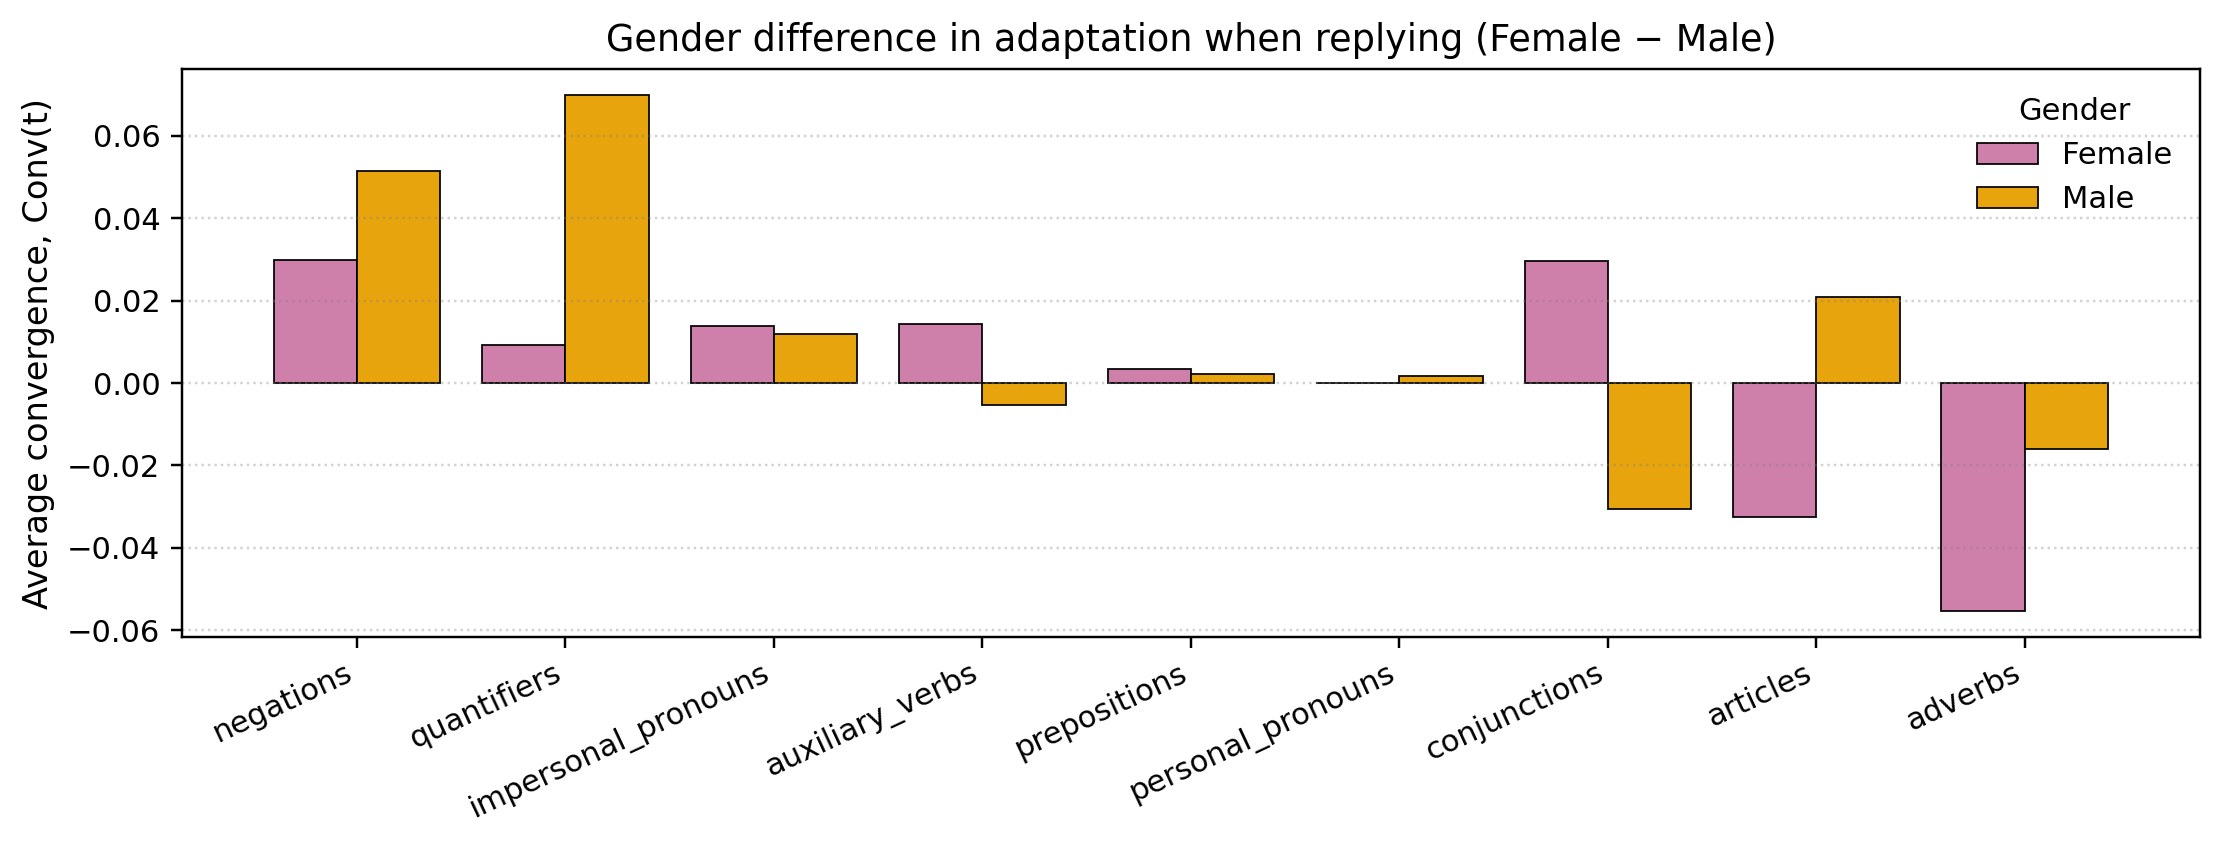 Gender difference in adaptation when replying (Female − Male)
Average convergence, Conv(t)
0.06
0.04
0.02
0.00
−0.02
−0.04
−0.06
Gender
Female
Male
negations
quantifiers
impersonal_pronouns
auxiliary_verbs
prepositions
personal_pronouns
conjunctions
articles
adverbs